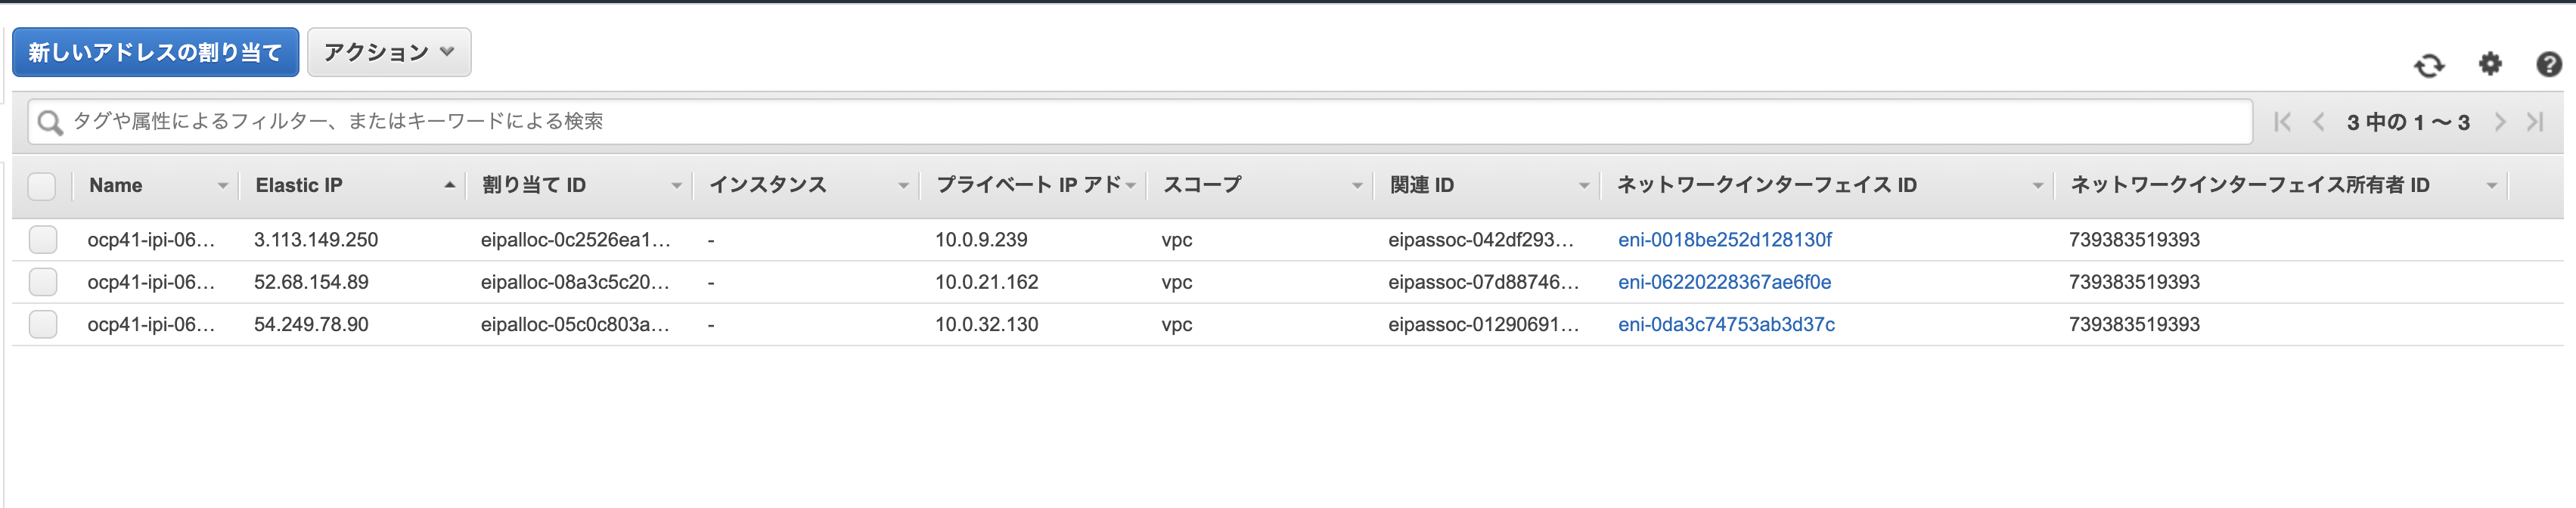 新しいアドレスの割り当て アクション
タグや属性によるフィルター、またはキーワードによる検索 3 中の 1 〜 3
Name Elastic IP 割り当て ID インスタンス プライベート IP アド スコープ 関連 ID ネットワークインターフェイス ID ネットワークインターフェイス所有者 ID
ocp41-ipi-06… 3.113.149.250 eipalloc-0c2526ea1… - 10.0.9.239 vpc eipassoc-042df293… eni-0018be252d128130f 739383519393
ocp41-ipi-06… 52.68.154.89 eipalloc-08a3c5c20… - 10.0.21.162 vpc eipassoc-07d88746… eni-06220228367ae6f0e 739383519393
ocp41-ipi-06… 54.249.78.90 eipalloc-05c0c803a… - 10.0.32.130 vpc eipassoc-01290691… eni-0da3c74753ab3d37c 739383519393